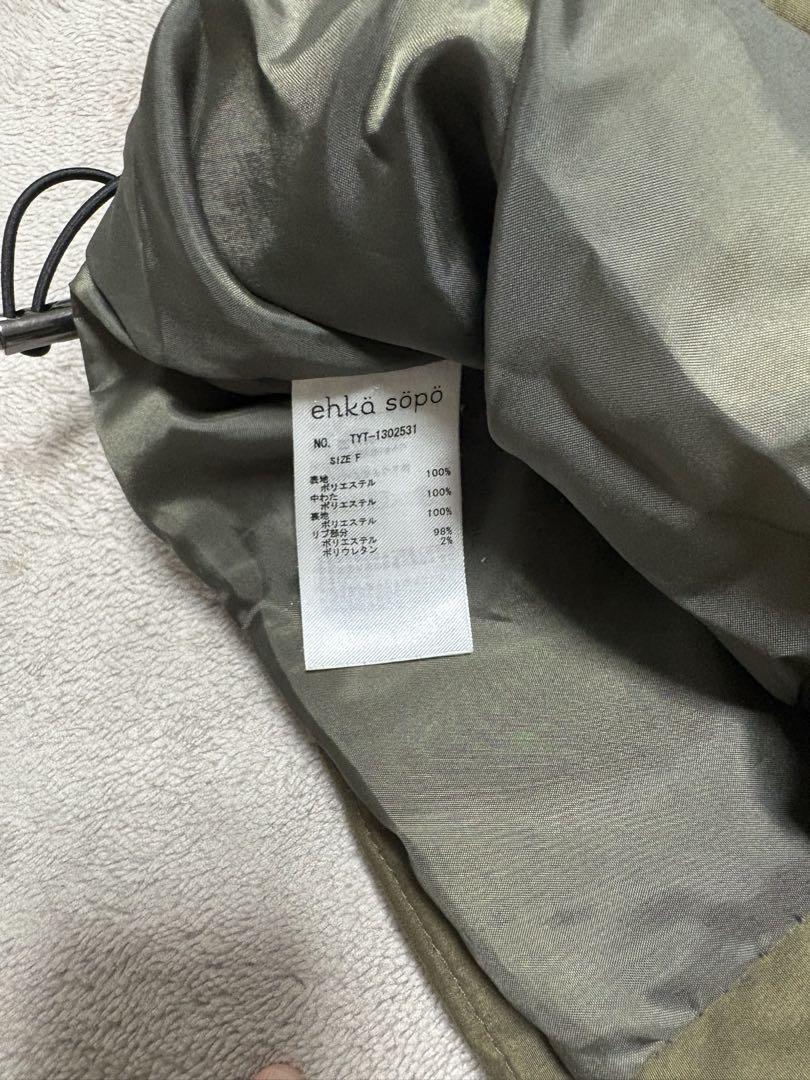 ehkä söpö
NO. TYT-1302531
SIZE F
表地
ポリエステル 100%
中わた
ポリエステル 100%
裏地
ポリエステル 100%
リブ部分
ポリエステル 98%
ポリウレタン 2%